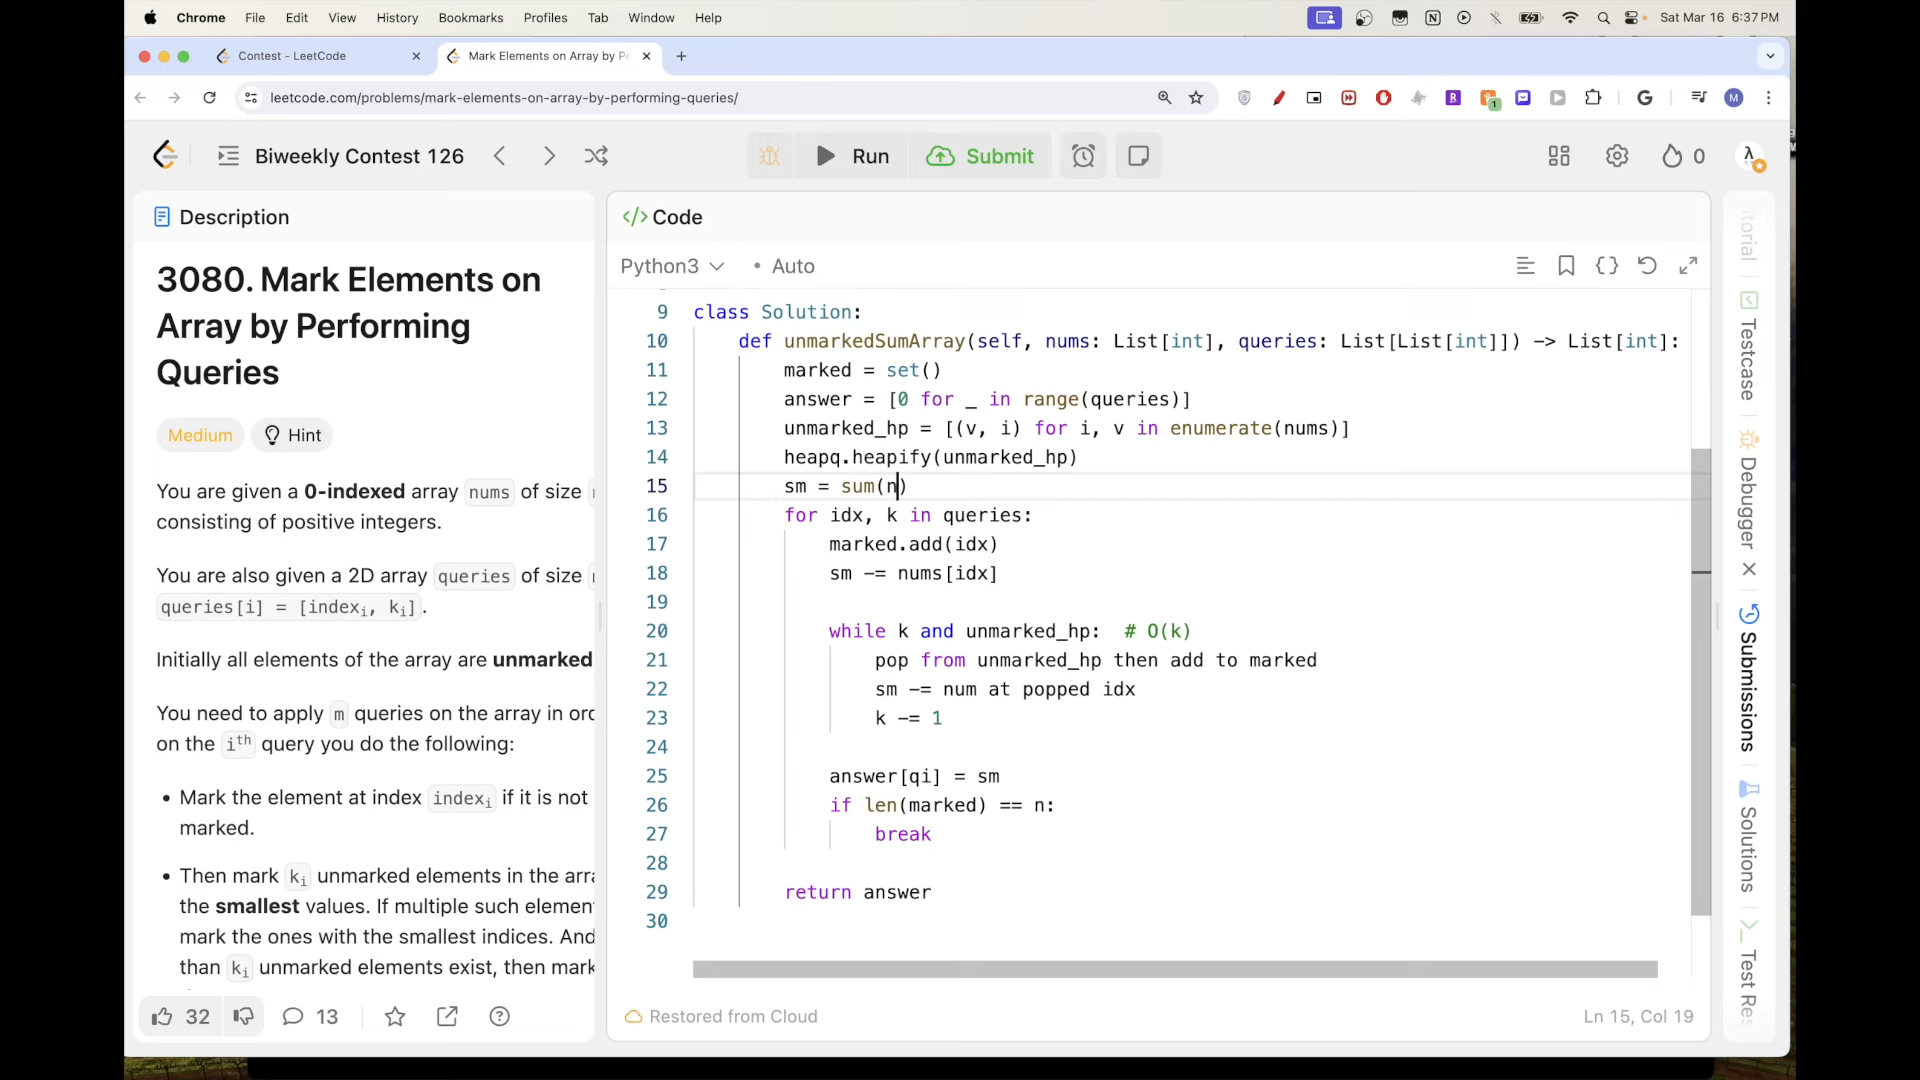 Chrome File Edit View History Bookmarks Profiles Tab Window Help Sat Mar 16 6:37 PM
Contest - LeetCode Mark Elements on Array by P
leetcode.com/problems/mark-elements-on-array-by-performing-queries/
Biweekly Contest 126 Run Submit 0
Description
3080. Mark Elements on
Array by Performing
Queries
Medium Hint
You are given a 0-indexed array nums of size
consisting of positive integers.
You are also given a 2D array queries of size
queries[i] = [indexᵢ, kᵢ].
Initially all elements of the array are unmarked
You need to apply m queries on the array in
on the iᵗʰ query you do the following:
• Mark the element at index indexᵢ if it is not
marked.
• Then mark kᵢ unmarked elements in the
the smallest values. If multiple such
mark the ones with the smallest indices. And
than kᵢ unmarked elements exist, then mark
32 13
</> Code
Python3 • Auto
9 class Solution:
10 def unmarkedSumArray(self, nums: List[int], queries: List[List[int]]) -> List[int]:
11 marked = set()
12 answer = [0 for _ in range(queries)]
13 unmarked_hp = [(v, i) for i, v in enumerate(nums)]
14 heapq.heapify(unmarked_hp)
15 sm = sum(n)
16 for idx, k in queries:
17 marked.add(idx)
18 sm -= nums[idx]
19
20 while k and unmarked_hp: # O(k)
21 pop from unmarked_hp then add to marked
22 sm -= num at popped idx
23 k -= 1
24
25 answer[qi] = sm
26 if len(marked) == n:
27 break
28
29 return answer
30
Restored from Cloud Ln 15, Col 19
Testcase
Debugger
Submissions
Solutions
Test